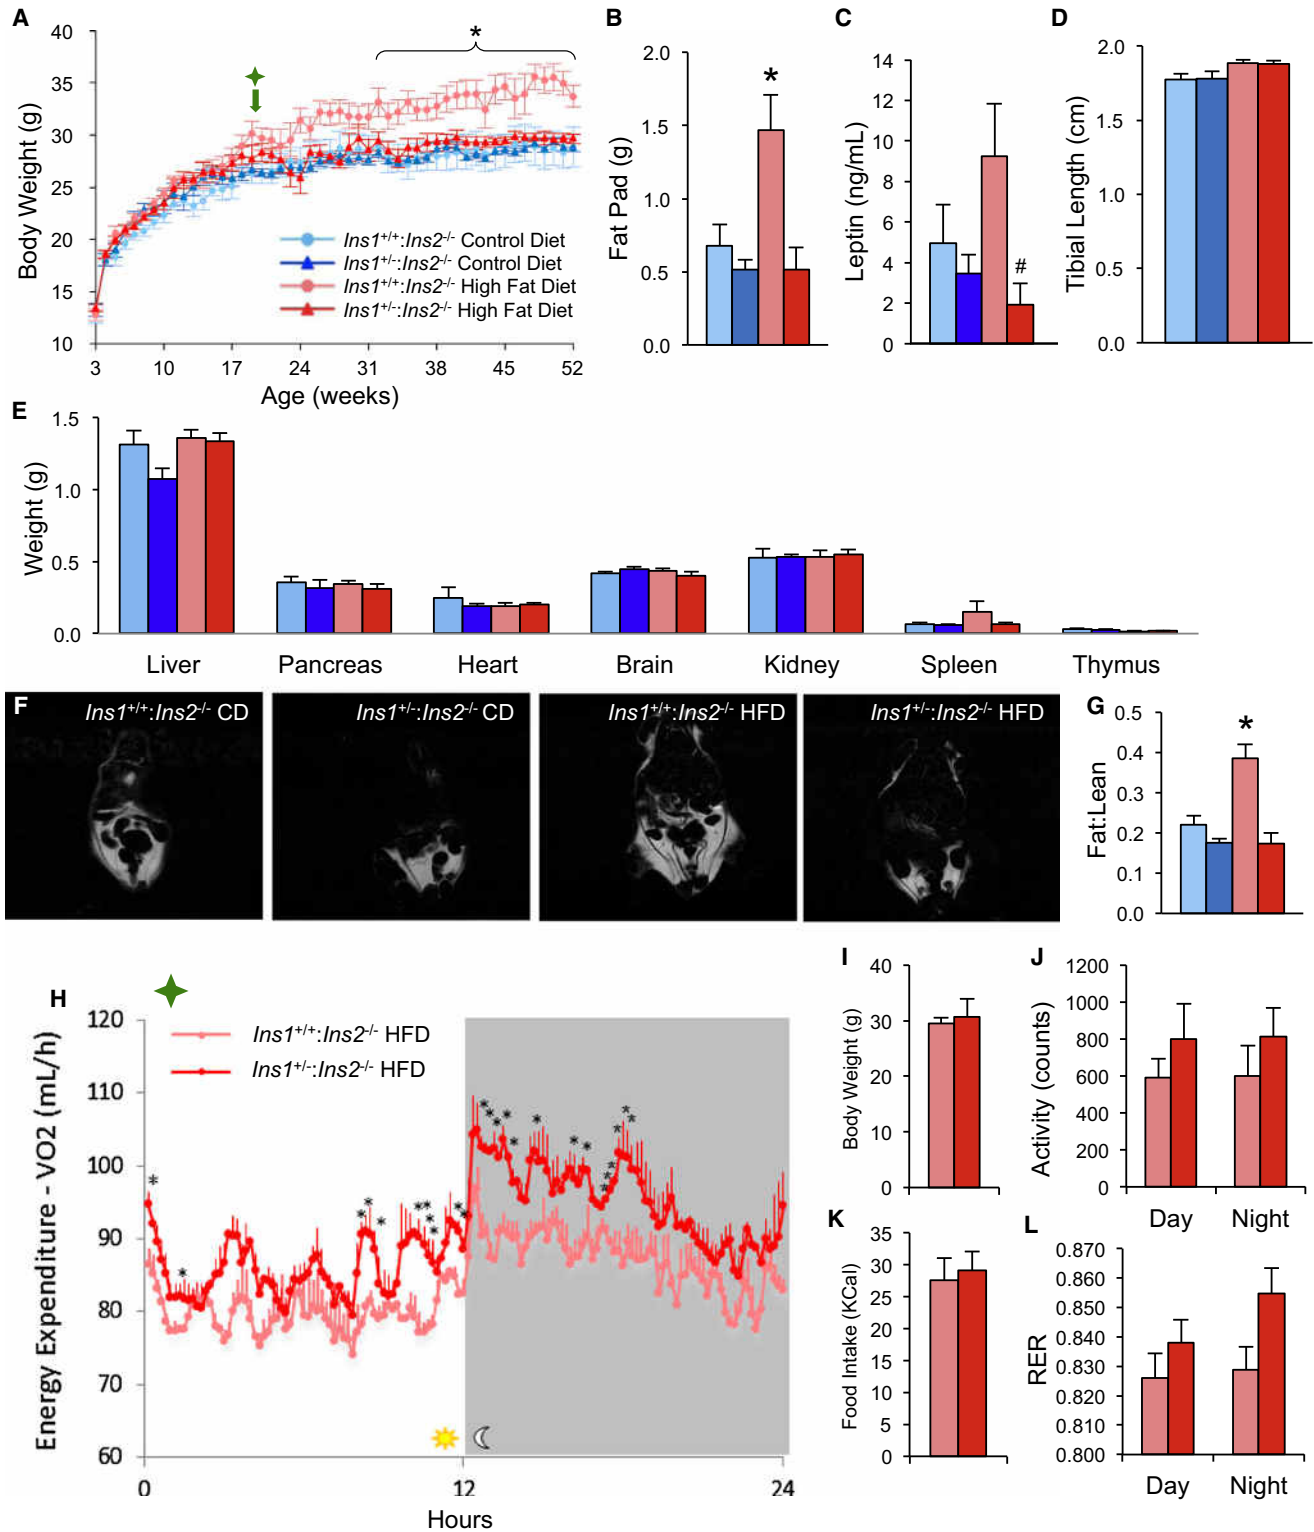 A
Body Weight (g)
40
35
30
25
20
15
10
*
Ins1+/+:Ins2-/- Control Diet
Ins1+/-:Ins2-/- Control Diet
Ins1+/+:Ins2-/- High Fat Diet
Ins1+/-:Ins2-/- High Fat Diet
3 10 17 24 31 38 45 52
Age (weeks)
B
Fat Pad (g)
2.0
1.5
1.0
0.5
0.0
*
C
Leptin (ng/mL)
14
12
10
8
6
4
2
0
#
D
Tibial Length (cm)
2.0
1.5
1.0
0.5
0.0
E
Weight (g)
1.5
1.0
0.5
0.0
Liver Pancreas Heart Brain Kidney Spleen Thymus
F
Ins1+/+:Ins2-/- CD
Ins1+/-:Ins2-/- CD
Ins1+/+:Ins2-/- HFD
Ins1+/-:Ins2-/- HFD
G
Fat:Lean
0.5
0.4
0.3
0.2
0.1
0.0
*
H
Energy Expenditure - VO2 (mL/h)
120
110
100
90
80
70
60
Ins1+/+:Ins2-/- HFD
Ins1+/-:Ins2-/- HFD
0 12 24
Hours
I
Body Weight (g)
40
30
20
10
0
J
Activity (counts)
1200
1000
800
600
400
200
0
Day Night
K
Food Intake (KCal)
35
30
25
20
15
10
5
0
L
RER
0.870
0.860
0.850
0.840
0.830
0.820
0.810
0.800
Day Night